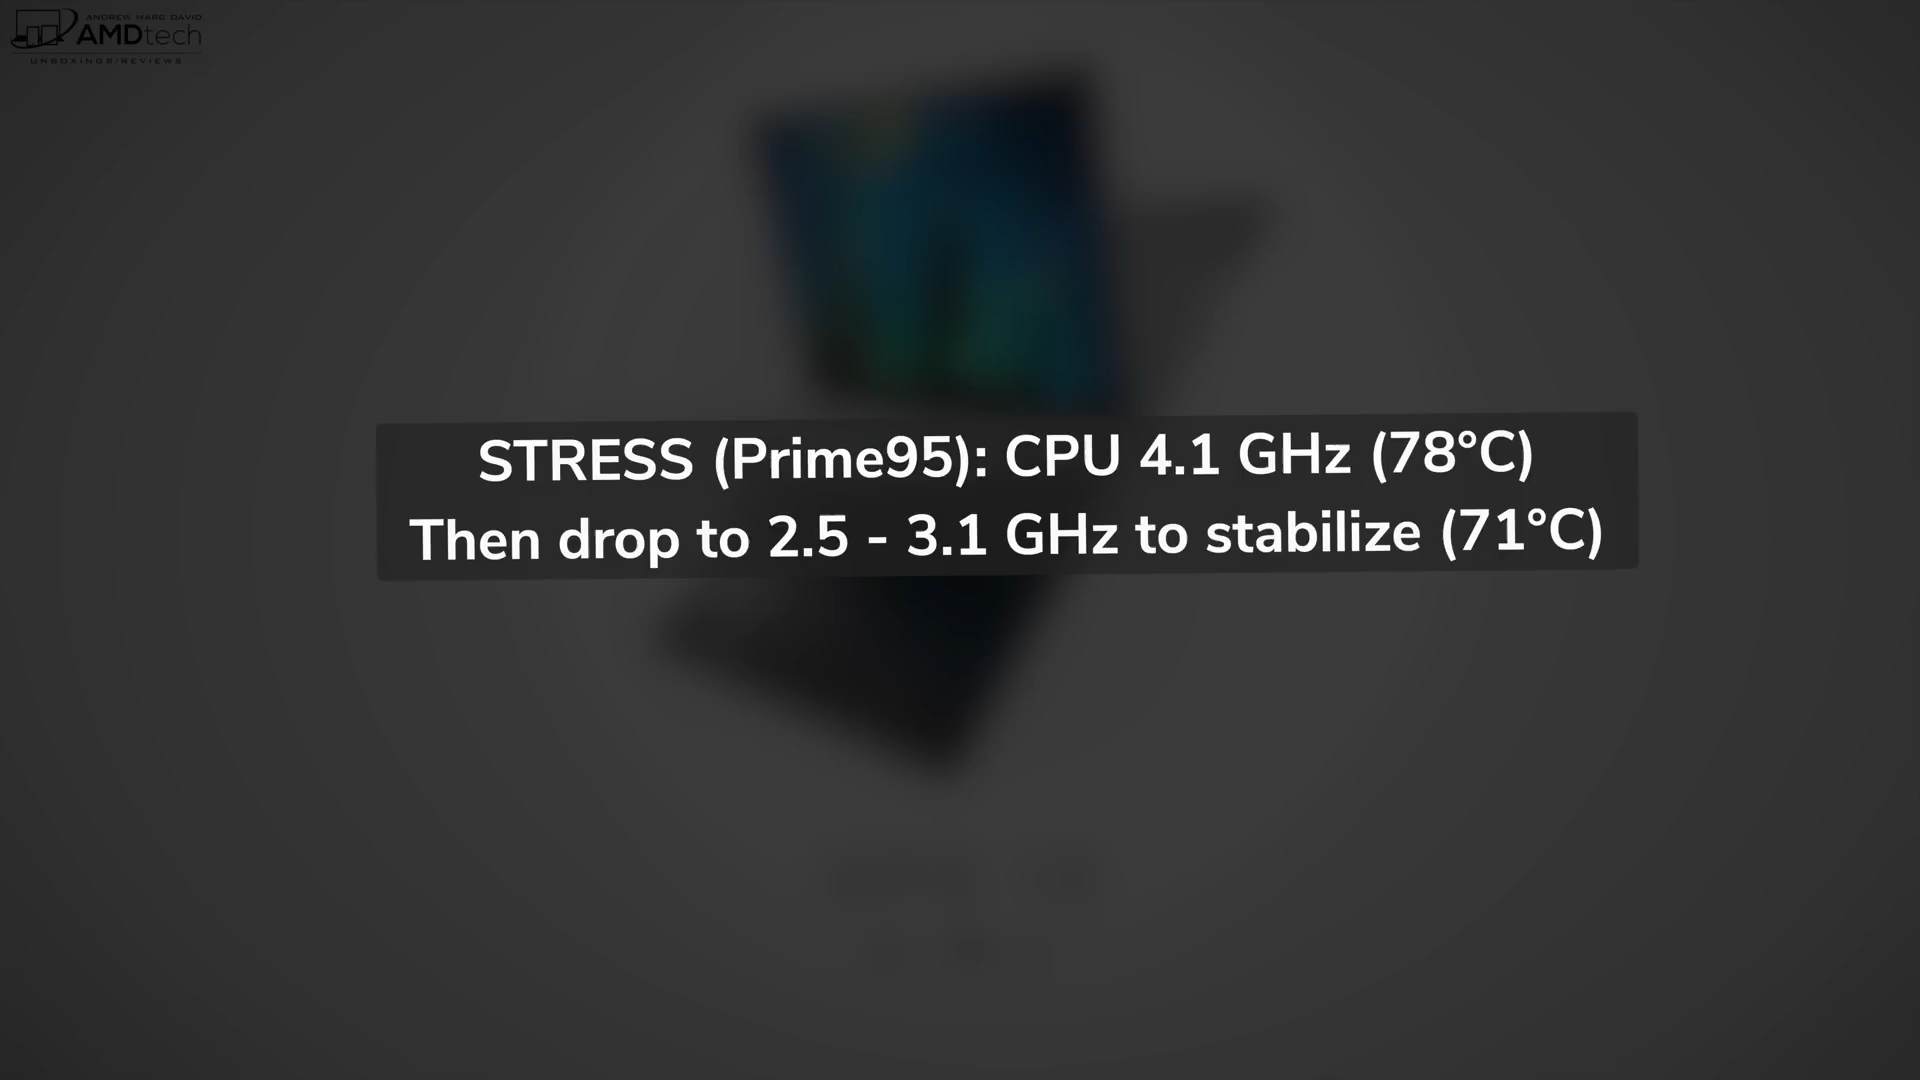 ANDREW MARC DAVID
AMDtech
UNBOXINGS/REVIEWS
STRESS (Prime95): CPU 4.1 GHz (78°C)
Then drop to 2.5 - 3.1 GHz to stabilize (71°C)